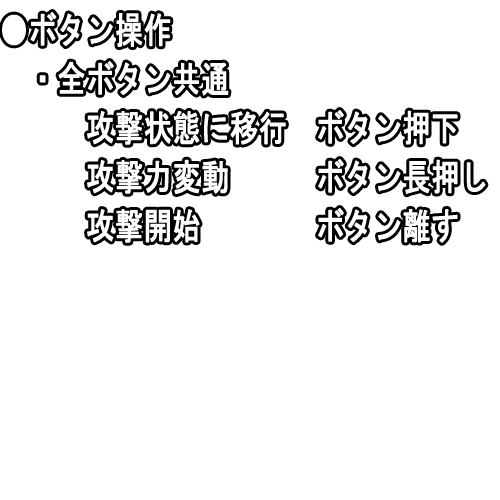 ○ボタン操作
・全ボタン共通
攻撃状態に移行　ボタン押下
攻撃力変動　ボタン長押し
攻撃開始　ボタン離す